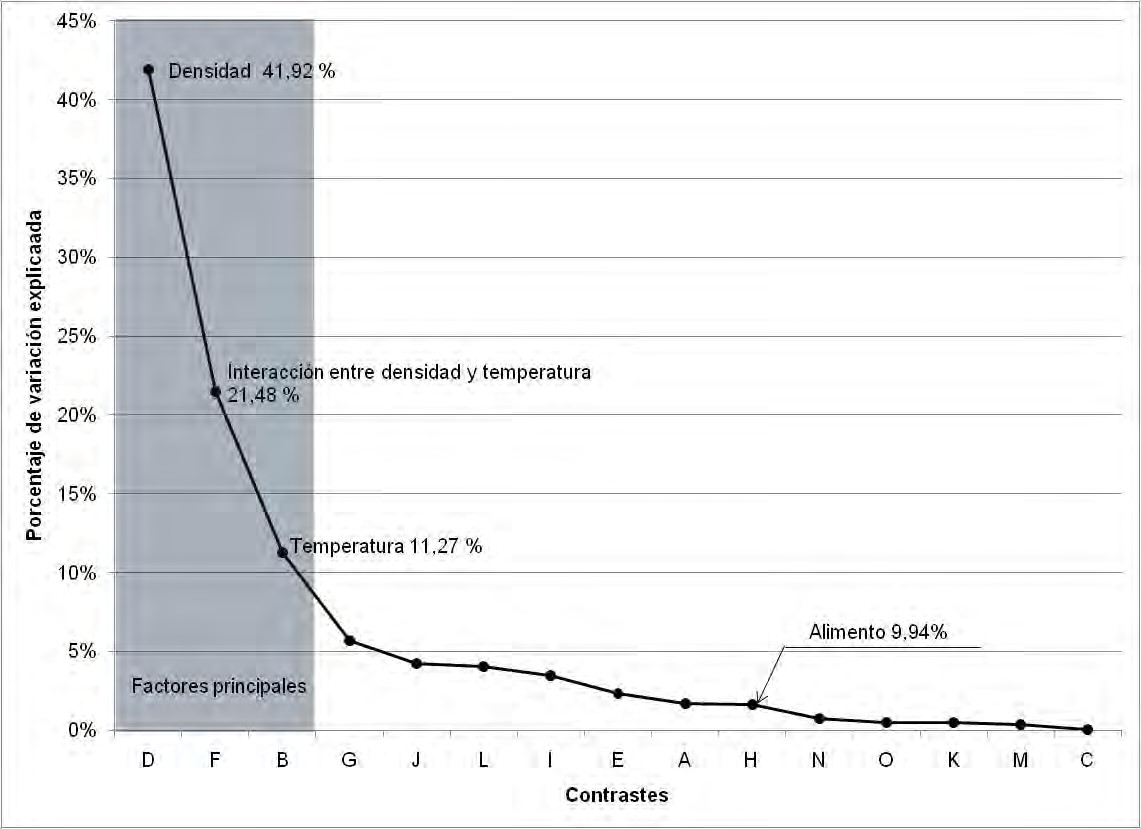 45%
Densidad 41,92 %
40%
35%
30%
25%
Interacción entre densidad y temperatura
21,48 %
20%
15%
Temperatura 11,27 %
10%
Alimento 9,94%
5%
Factores principales
0%
D F B G J L I E A H N O K M C
Contrastes
Porcentaje de variación explicaada